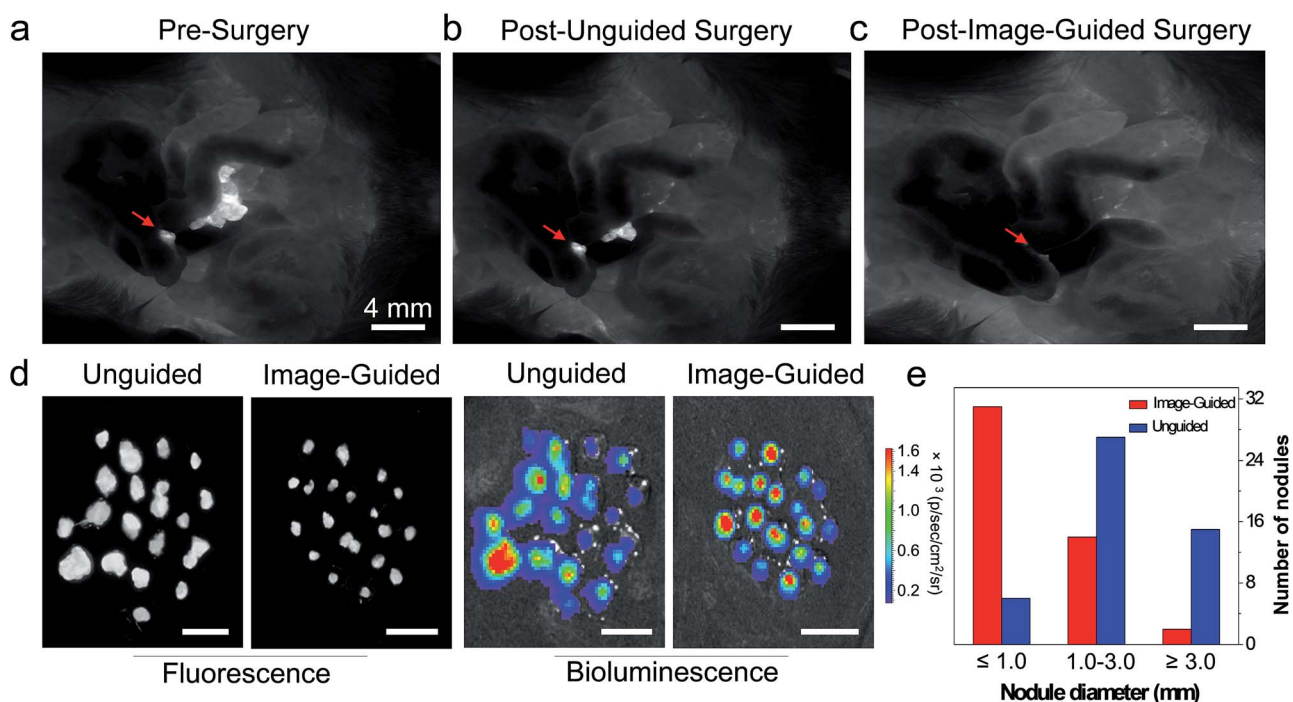 a
Pre-Surgery
4 mm
b
Post-Unguided Surgery
c
Post-Image-Guided Surgery
d
Unguided
Image-Guided
Fluorescence
Unguided
Image-Guided
Bioluminescence
1.6
1.4
1.0
0.6
0.2
× 10 3 (p/sec/cm²/sr)
e
Image-Guided
Unguided
32
24
16
8
0
Number of nodules
≤ 1.0
1.0-3.0
≥ 3.0
Nodule diameter (mm)